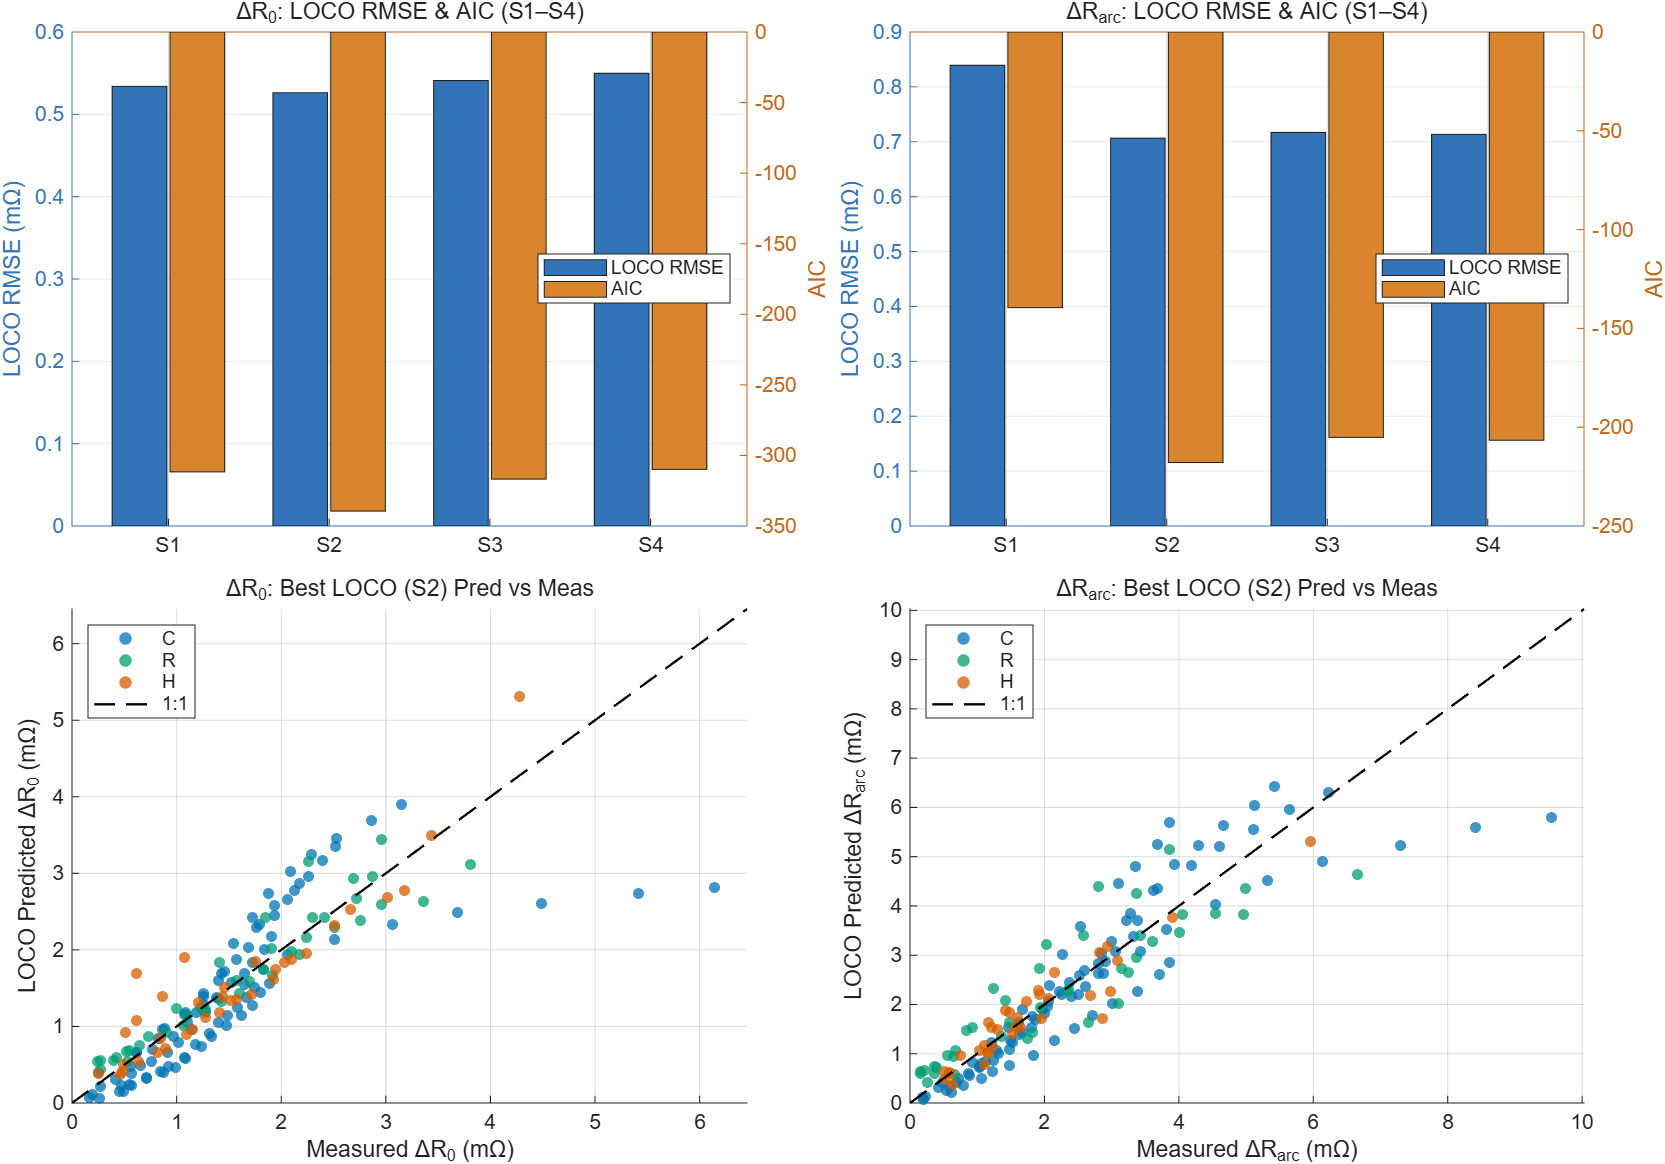 ΔR0: LOCO RMSE & AIC (S1–S4)
LOCO RMSE (mΩ)
0.6
0.5
0.4
0.3
0.2
0.1
0
0
-50
-100
-150
-200
-250
-300
-350
AIC
LOCO RMSE
AIC
S1 S2 S3 S4
ΔRarc: LOCO RMSE & AIC (S1–S4)
LOCO RMSE (mΩ)
0.9
0.8
0.7
0.6
0.5
0.4
0.3
0.2
0.1
0
0
-50
-100
-150
-200
-250
AIC
LOCO RMSE
AIC
S1 S2 S3 S4
ΔR0: Best LOCO (S2) Pred vs Meas
LOCO Predicted ΔR0 (mΩ)
6
5
4
3
2
1
0
C
R
H
1:1
0 1 2 3 4 5 6
Measured ΔR0 (mΩ)
ΔRarc: Best LOCO (S2) Pred vs Meas
LOCO Predicted ΔRarc (mΩ)
10
9
8
7
6
5
4
3
2
1
0
C
R
H
1:1
0 2 4 6 8 10
Measured ΔRarc (mΩ)